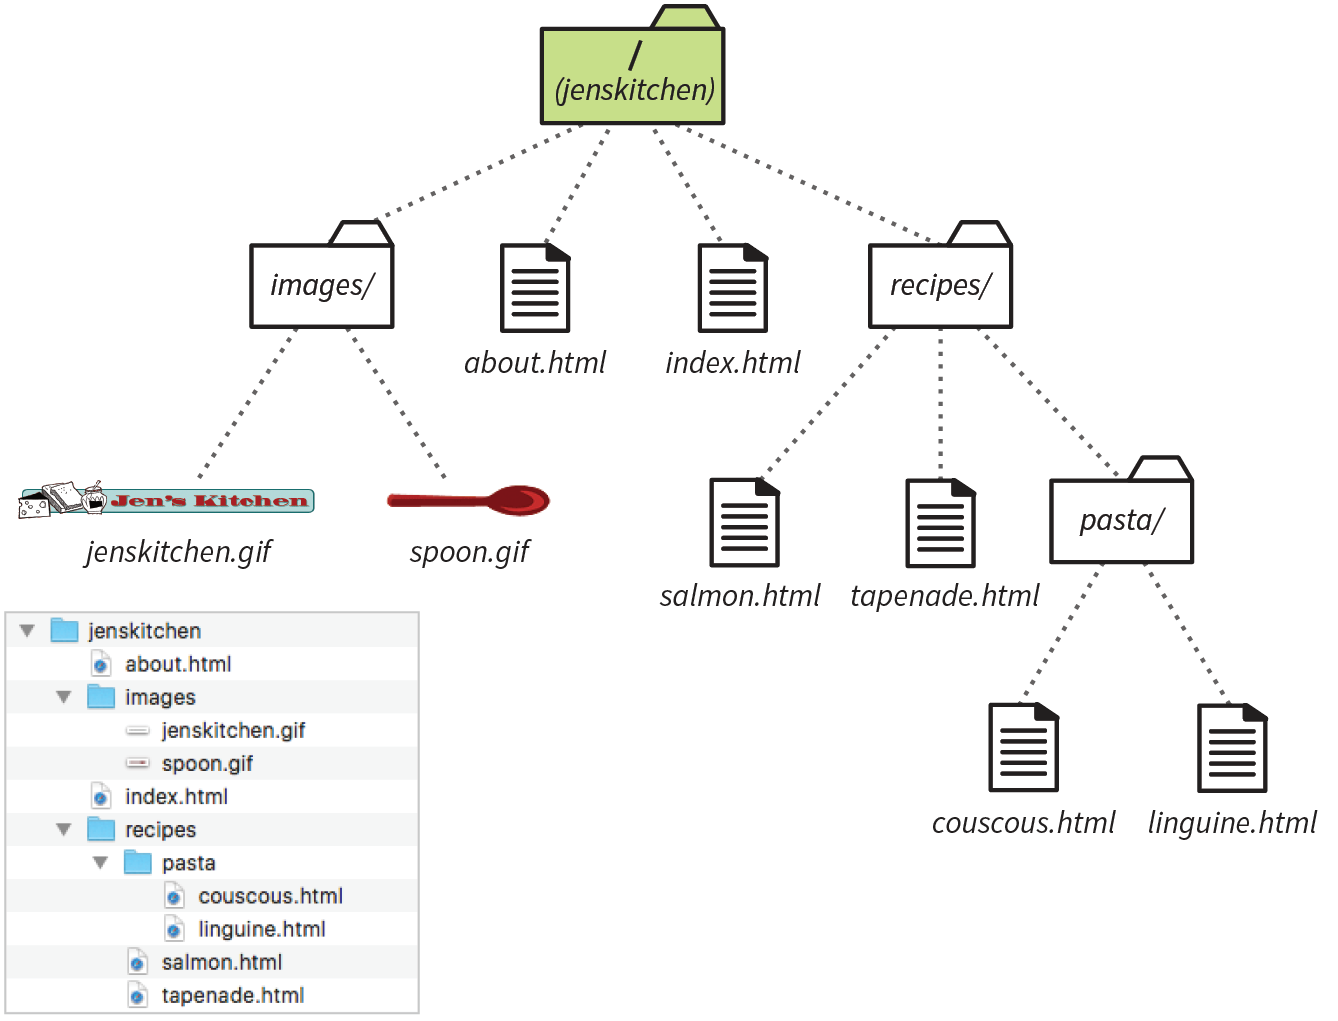 /
(jenskitchen)
images/
about.html
index.html
recipes/
Jen's Kitchen
jenskitchen.gif
spoon.gif
salmon.html
tapenade.html
pasta/
couscous.html
linguine.html
jenskitchen
about.html
images
jenskitchen.gif
spoon.gif
index.html
recipes
pasta
couscous.html
linguine.html
salmon.html
tapenade.html